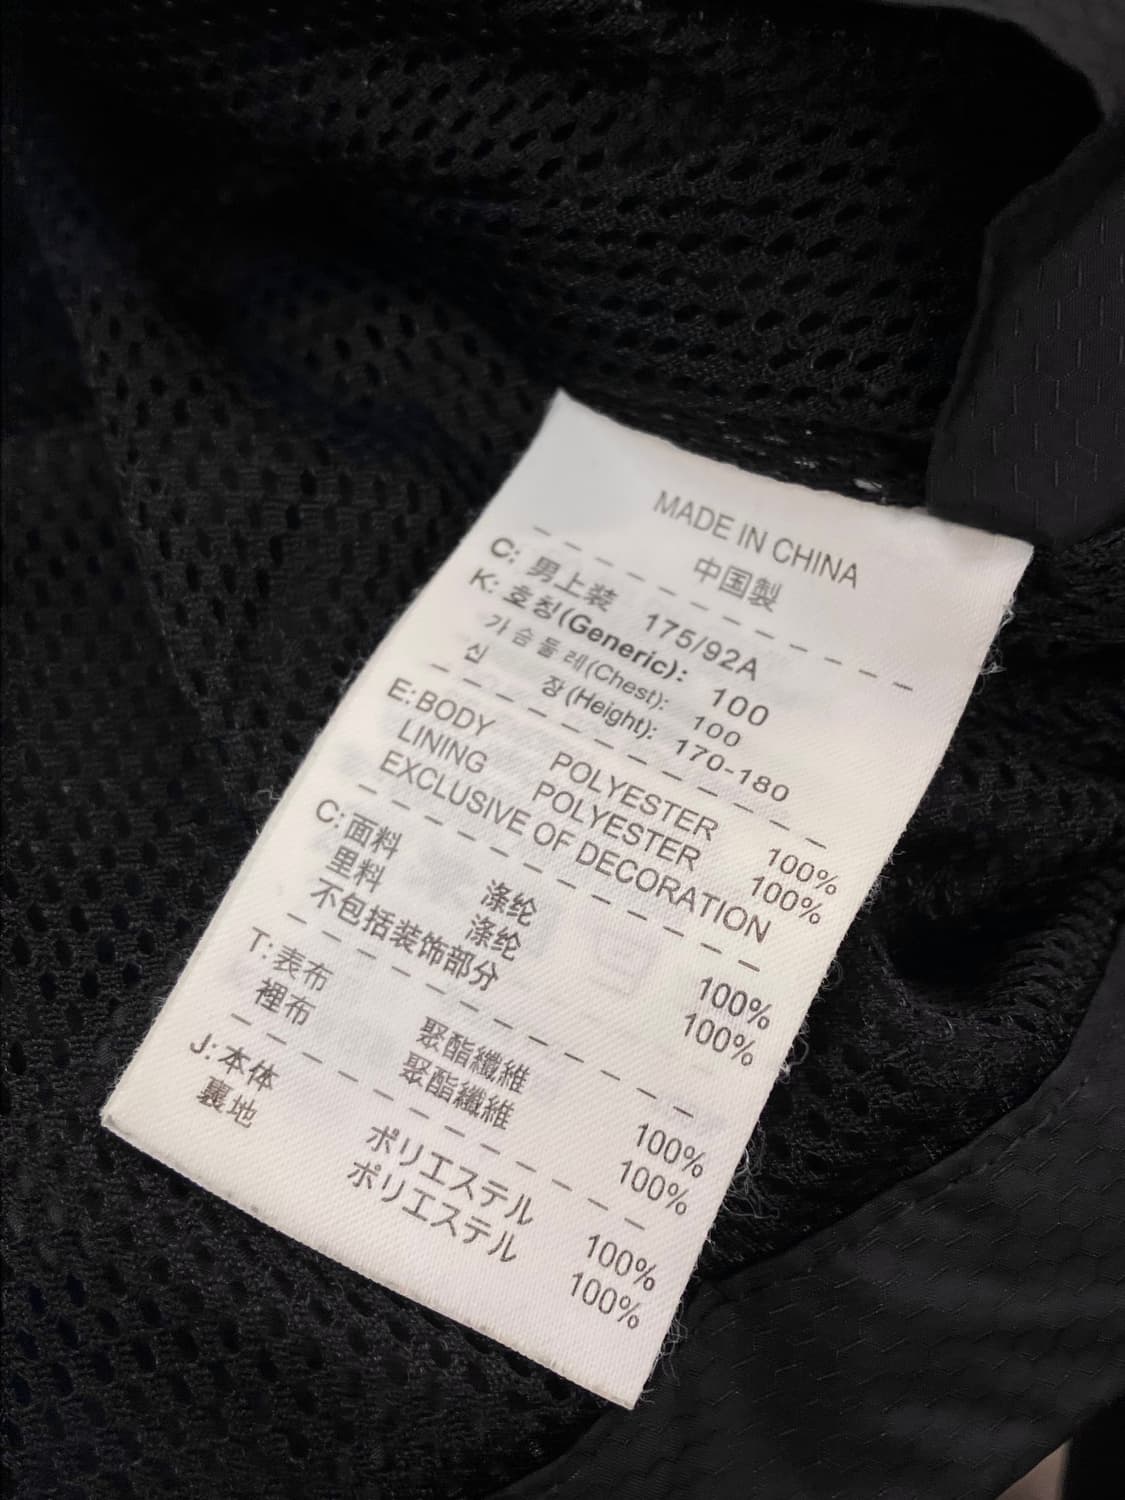 MADE IN CHINA
中国製
C: 男上装 175/92A
K: 호칭(Generic): 100
가슴둘레(Chest): 100
신 장(Height): 170-180
E: BODY POLYESTER 100%
LINING POLYESTER 100%
EXCLUSIVE OF DECORATION
C: 面料 涤纶 100%
里料 涤纶 100%
不包括装饰部分
T: 表布 聚酯纖維 100%
裡布 聚酯纖維 100%
J: 本体 ポリエステル 100%
裏地 ポリエステル 100%